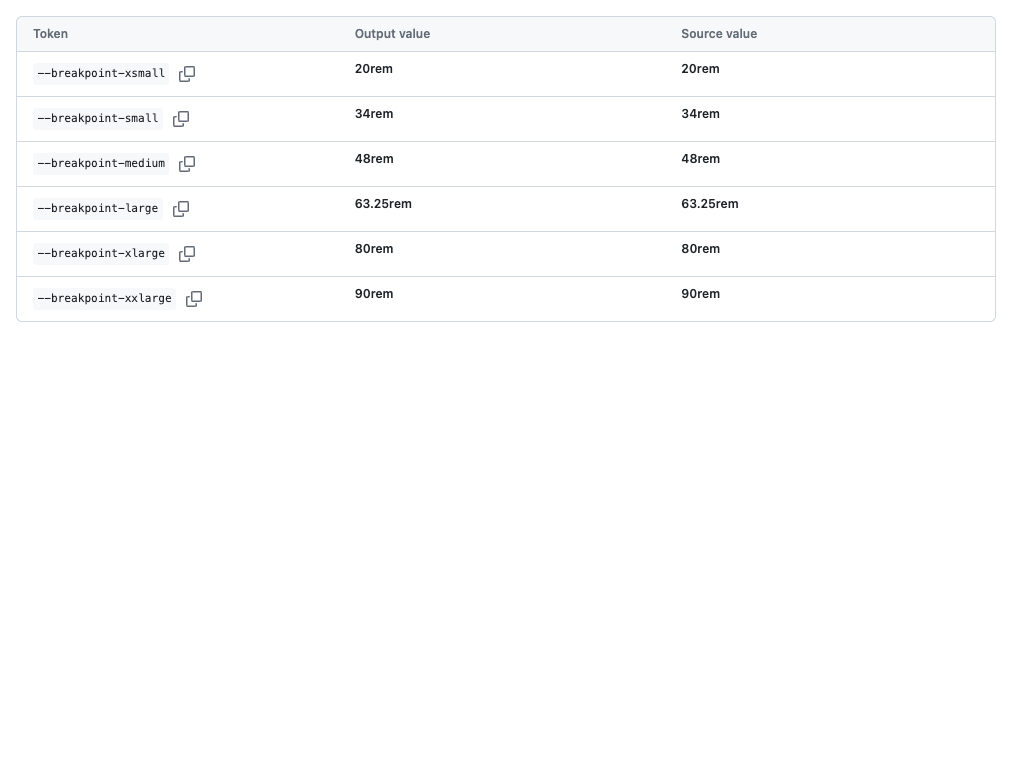 Token Output value Source value
--breakpoint-xsmall 20rem 20rem
--breakpoint-small 34rem 34rem
--breakpoint-medium 48rem 48rem
--breakpoint-large 63.25rem 63.25rem
--breakpoint-xlarge 80rem 80rem
--breakpoint-xxlarge 90rem 90rem